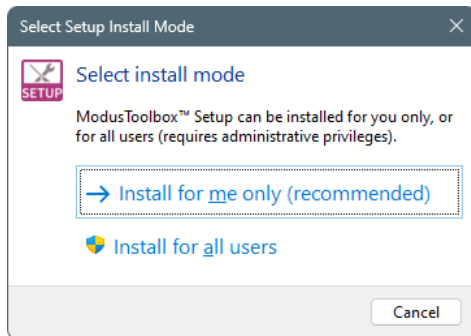 Select Setup Install Mode
SETUP
Select install mode
ModusToolbox™ Setup can be installed for you only, or
for all users (requires administrative privileges).
Install for me only (recommended)
Install for all users
Cancel